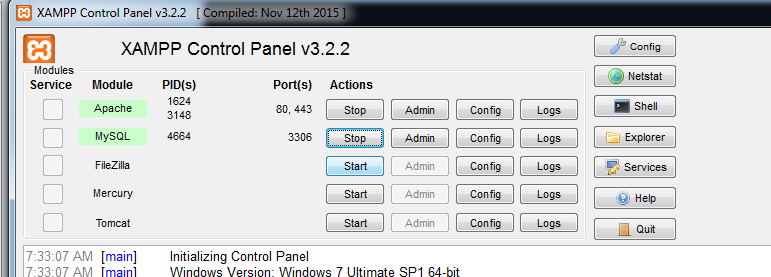 XAMPP Control Panel v3.2.2 [ Compiled: Nov 12th 2015 ]
XAMPP Control Panel v3.2.2
Config
Modules
Service Module PID(s) Port(s) Actions
Netstat
Apache 1624 3148 80, 443 Stop Admin Config Logs
Shell
MySQL 4664 3306 Stop Admin Config Logs
Explorer
FileZilla Start Admin Config Logs
Services
Mercury Start Admin Config Logs
Help
Tomcat Start Admin Config Logs
Quit
7:33:07 AM [main] Initializing Control Panel
7:33:07 AM [main] Windows Version: Windows 7 Ultimate SP1 64-bit